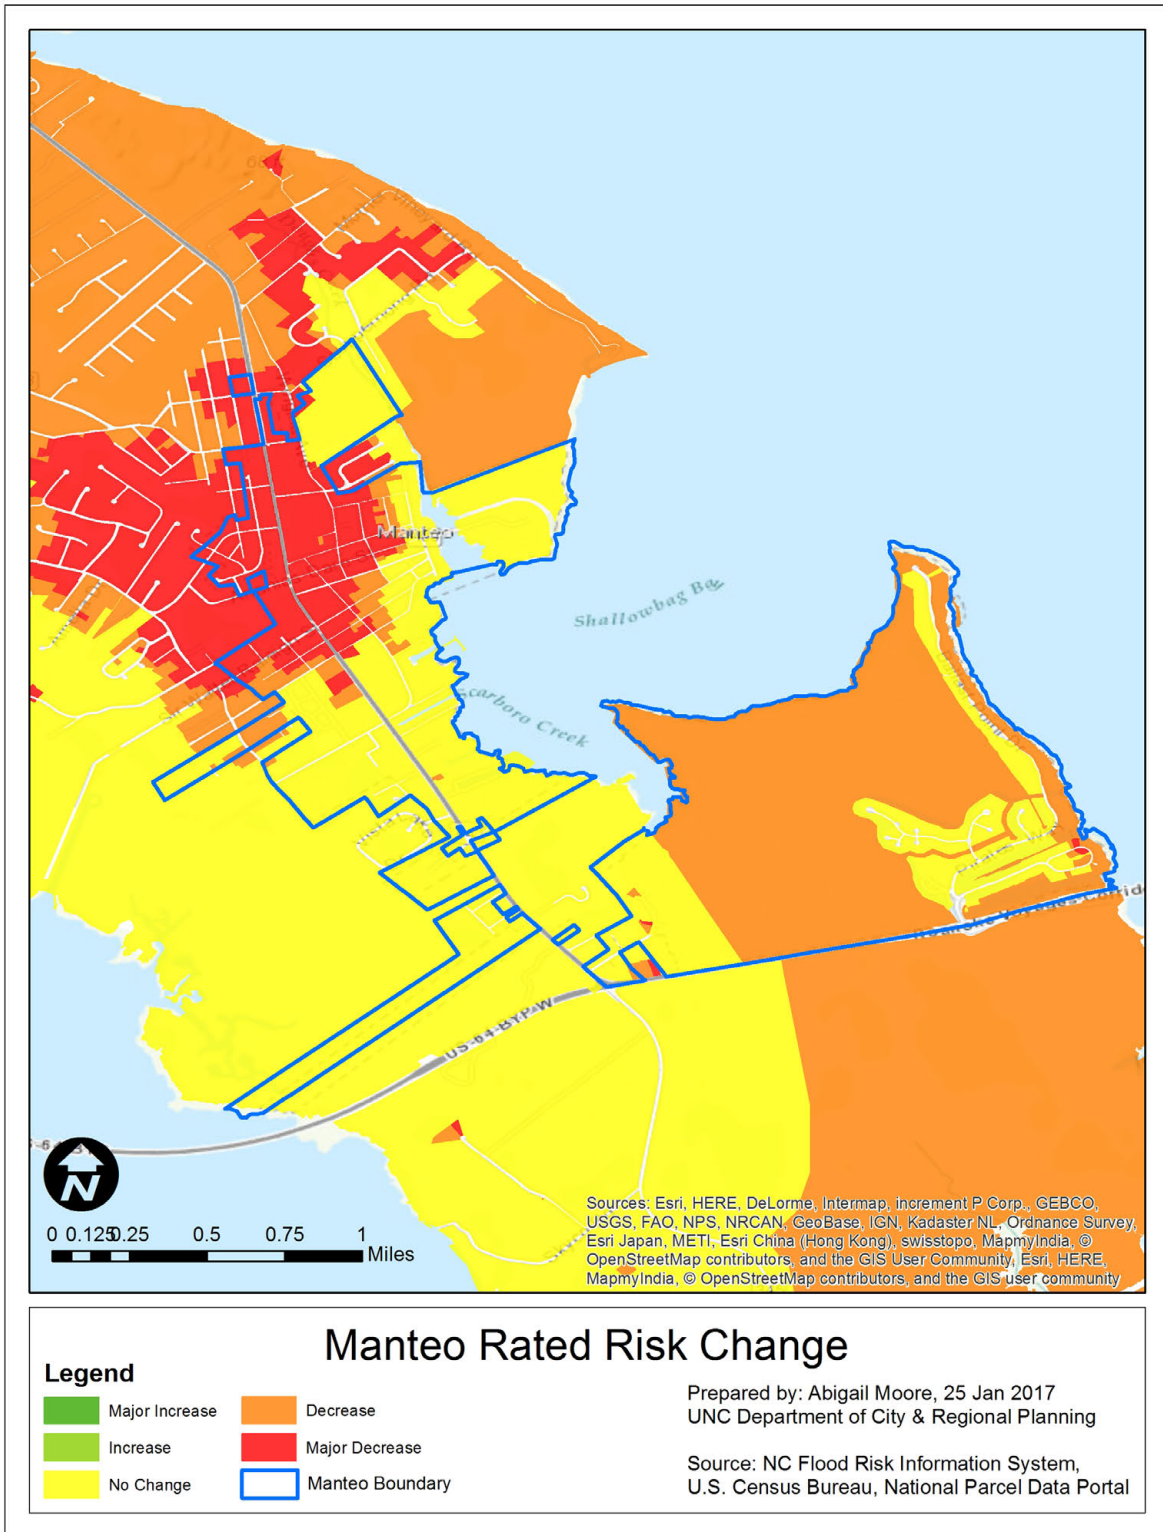 Manteo
Shallowbag Bay
Scarboro Creek
US-64-BYP W
N
0 0.125 0.25 0.5 0.75 1
Miles
Sources: Esri, HERE, DeLorme, Intermap, increment P Corp., GEBCO,
USGS, FAO, NPS, NRCAN, GeoBase, IGN, Kadaster NL, Ordnance Survey,
Esri Japan, METI, Esri China (Hong Kong), swisstopo, MapmyIndia, ©
OpenStreetMap contributors, and the GIS User Community, Esri, HERE,
MapmyIndia, © OpenStreetMap contributors, and the GIS user community
Manteo Rated Risk Change
Legend
Major Increase
Increase
No Change
Decrease
Major Decrease
Manteo Boundary
Prepared by: Abigail Moore, 25 Jan 2017
UNC Department of City & Regional Planning
Source: NC Flood Risk Information System,
U.S. Census Bureau, National Parcel Data Portal